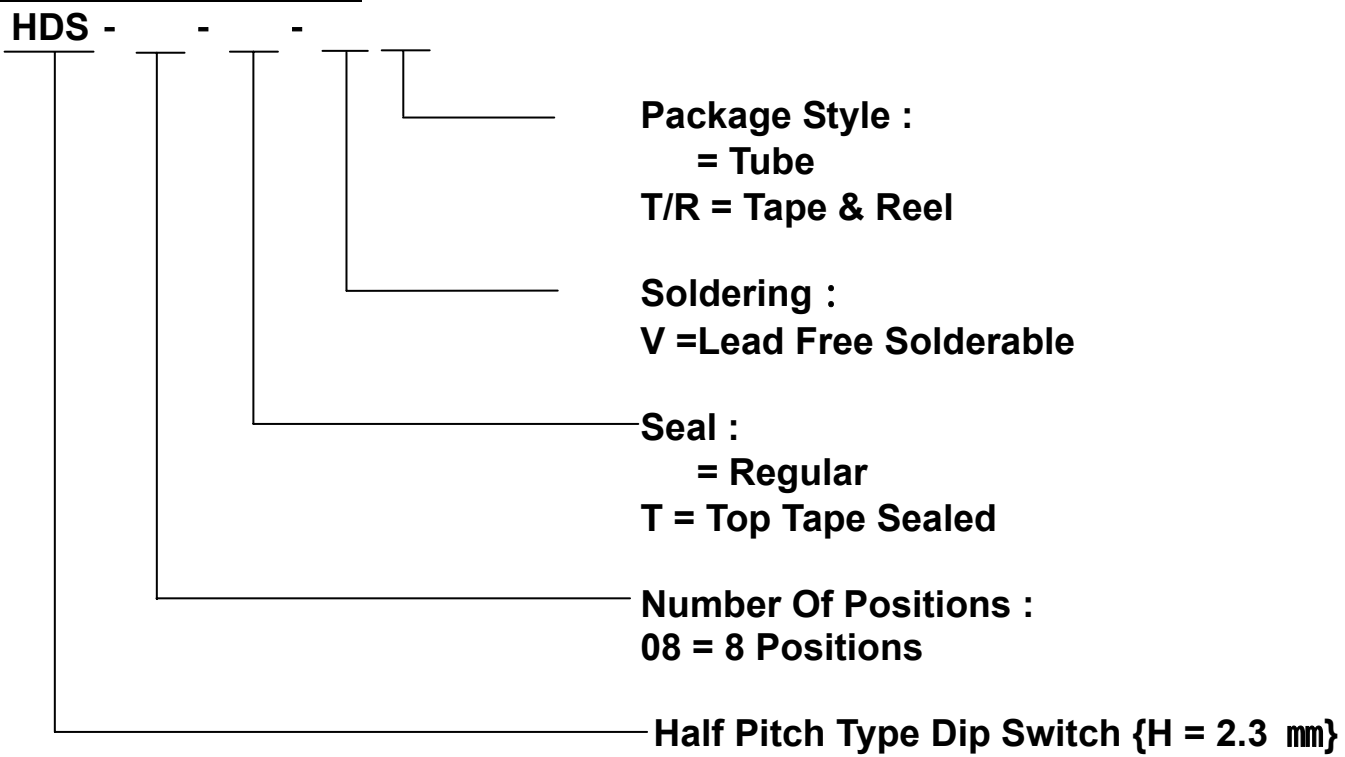 HDS - - -
Package Style :
= Tube
T/R = Tape & Reel
Soldering :
V =Lead Free Solderable
Seal :
= Regular
T = Top Tape Sealed
Number Of Positions :
08 = 8 Positions
Half Pitch Type Dip Switch {H = 2.3 ㎜}